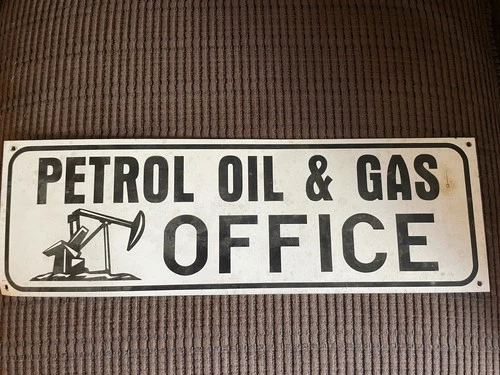 PETROL OIL & GAS
OFFICE